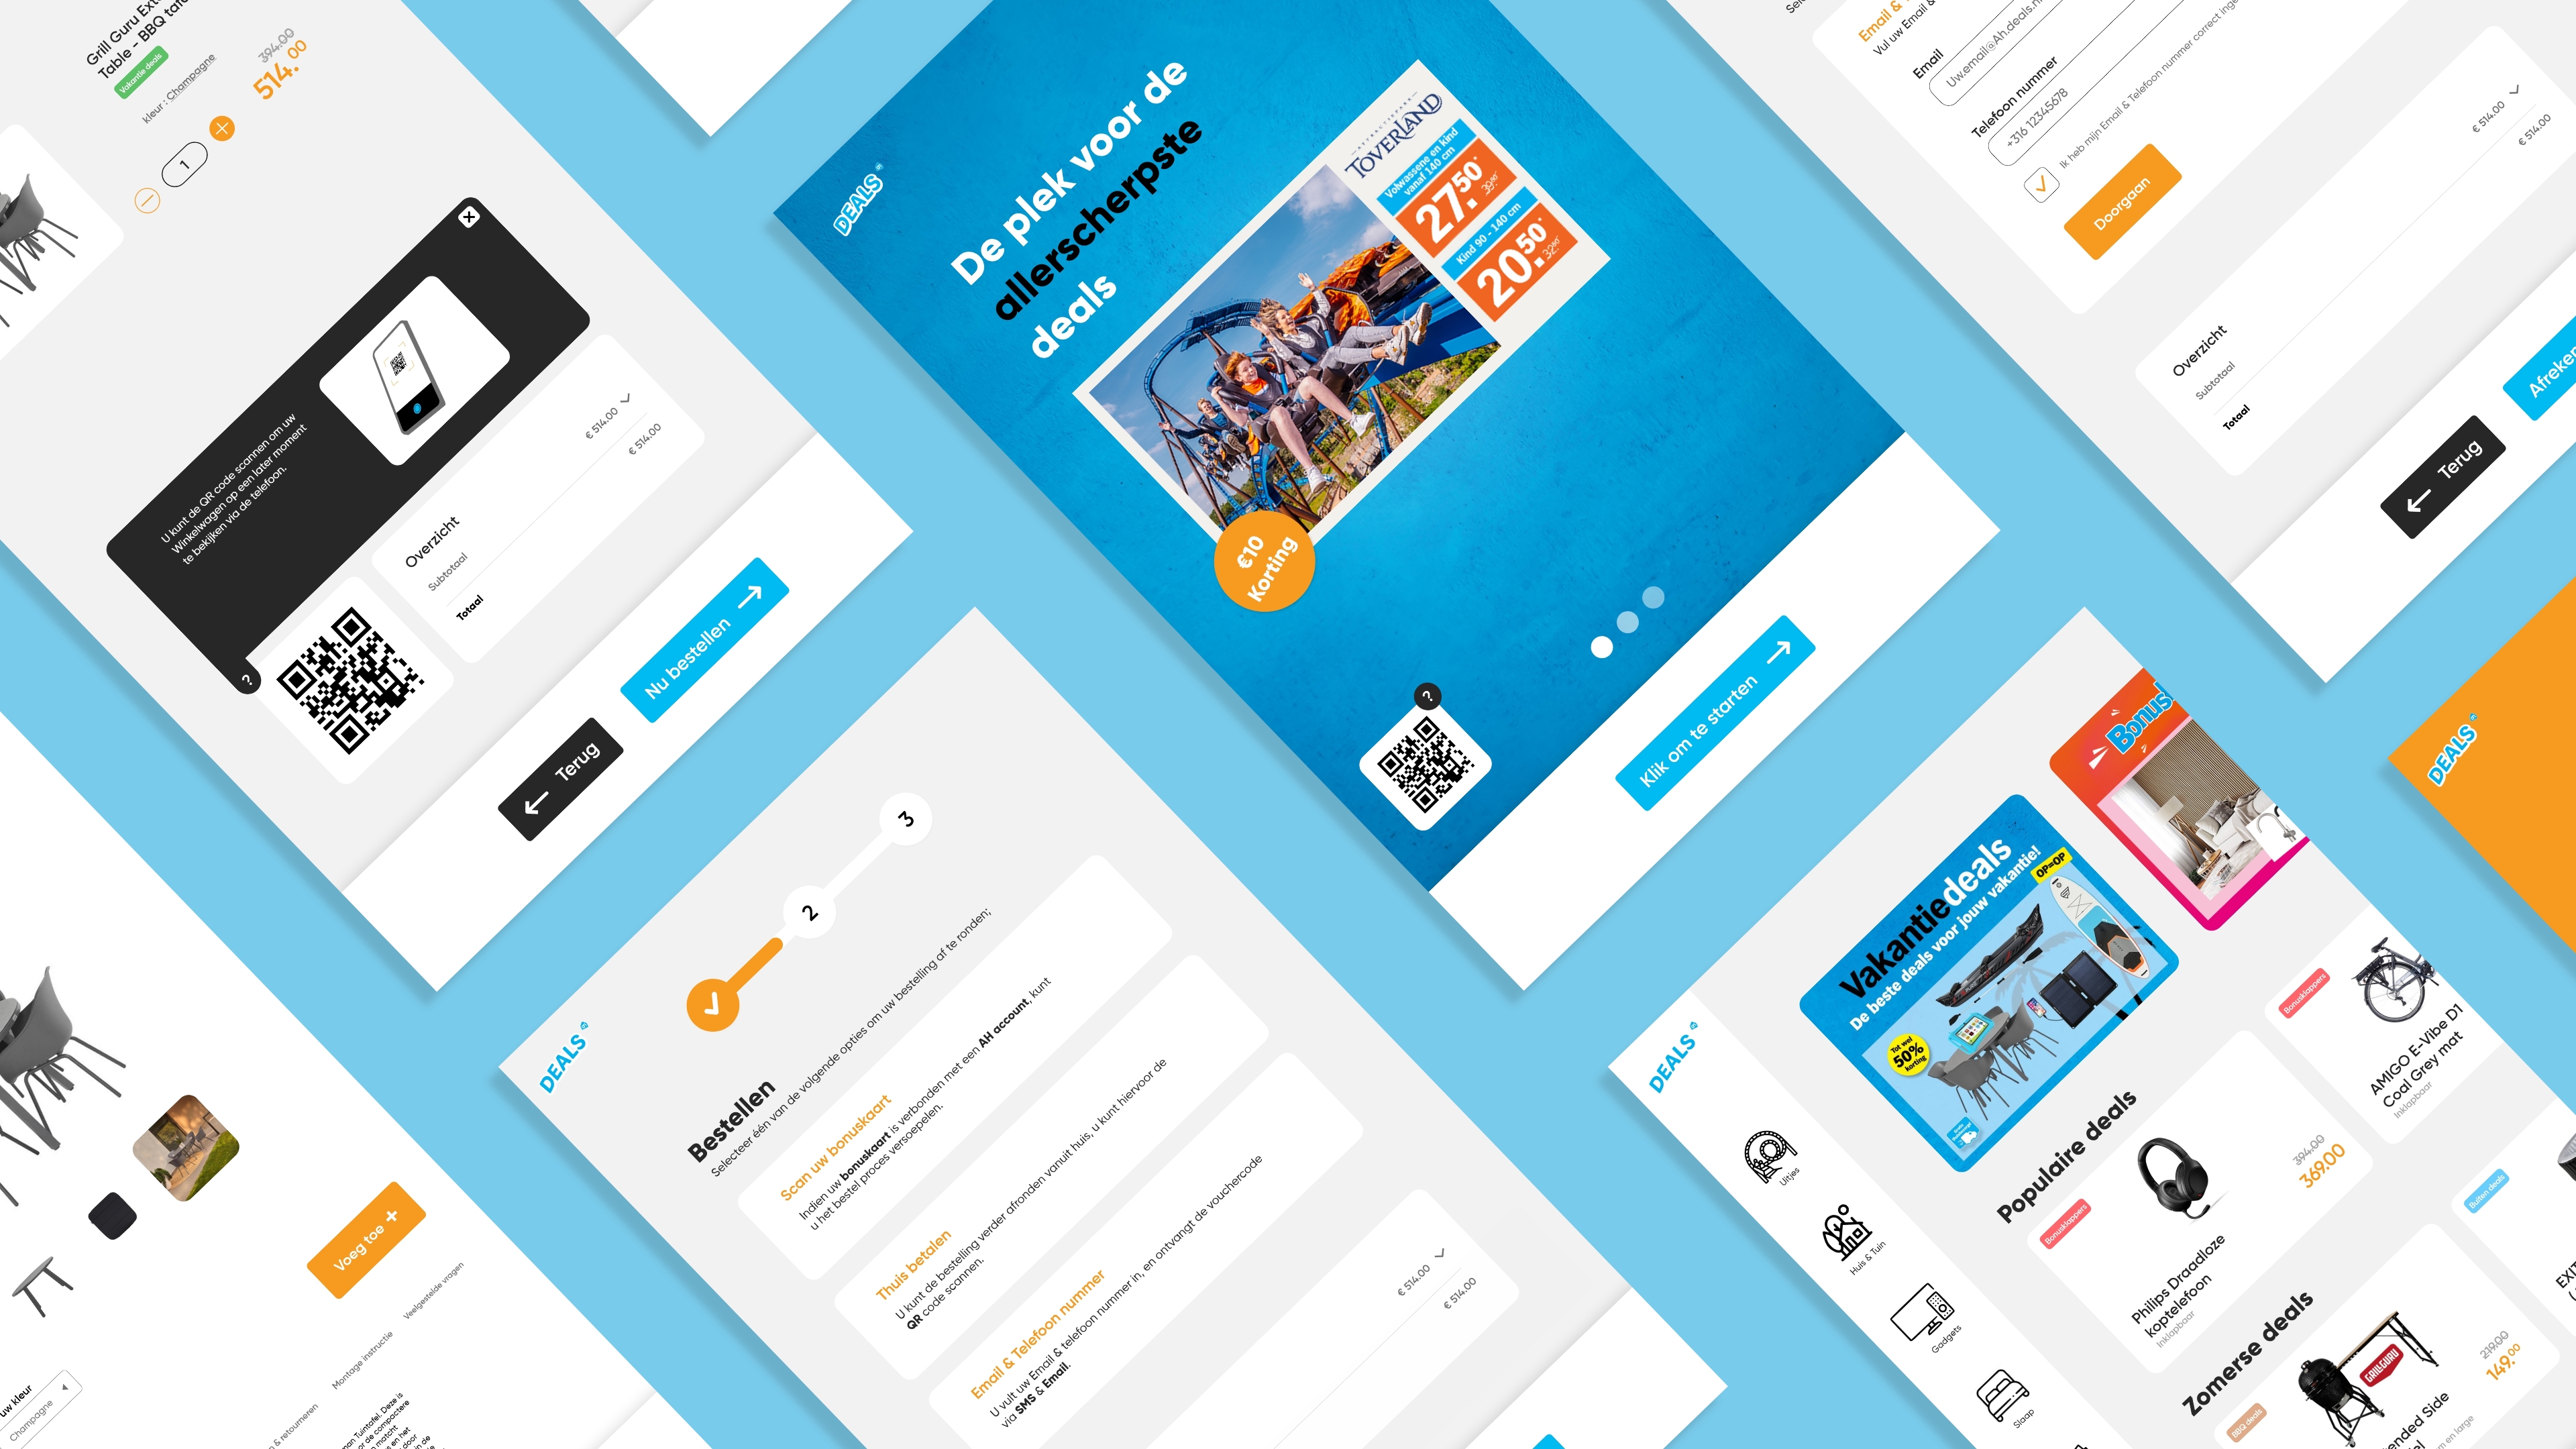 Grill Guru Ext
Table - BBQ taf
Vakantie deals
kleur : Champagne
394.00
514.00
1
U kunt de QR code scannen om uw
Winkelwagen op een later moment
te bekijken via de telefoon.
?
Overzicht
Subtotaal
€ 514.00
Totaal
€ 514.00
Terug
Nu bestellen
DEALS
De plek voor de
allerscherpste
deals
TOVERLAND
Volwassene en kind
vanaf 140 cm
27.50
Kind 90 - 140 cm
20.50
€10
Korting
?
Klik om te starten
Email &
Vul uw Email &
Email
Uw.email@Ah.deals.n
Telefoon nummer
+316 12345678
Ik heb mijn Email & Telefoon nummer correct inge
Doorgaan
Overzicht
Subtotaal
€ 514.00
Totaal
€ 514.00
Terug
Afreke
Voeg toe +
Veelgestelde vragen
Montage instructie
& retourneren
uw kleur
Champagne
DEALS
2
3
Bestellen
Selecteer één van de volgende opties om uw bestelling af te ronden;
Scan uw bonuskaart
Indien uw bonuskaart is verbonden met een AH account, kunt
u het bestel proces versoepelen.
Thuis betalen
U kunt de bestelling verder afronden vanuit huis, u kunt hiervoor de
QR code scannen.
Email & Telefoon nummer
U vult uw Email & telefoon nummer in, en ontvangt de vouchercode
via SMS & Email.
€ 514.00
€ 514.00
DEALS
Uitjes
Huis & Tuin
Gadgets
Slaap
Vakantiedeals
De beste deals voor jouw vakantie!
OP=OP
Tot wel
50%
korting
Bonus!
Populaire deals
Bonusklappers
Philips Draadloze
koptelefoon
Inklapbaar
394.00
369.00
Bonusklappers
AMIGO E-Vibe D1
Coal Grey mat
Inklapbaar
Zomerse deals
BBQ deals
GRILL GURU
219.00
149.00
ended Side
Buiten deals
EXIT
DEALS